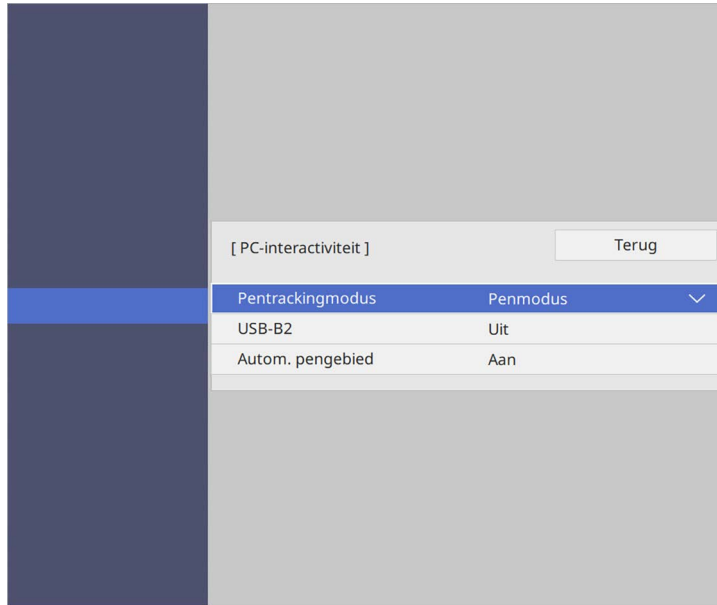 [ PC-interactiviteit ] Terug
Pentrackingmodus Penmodus
USB-B2 Uit
Autom. pengebied Aan